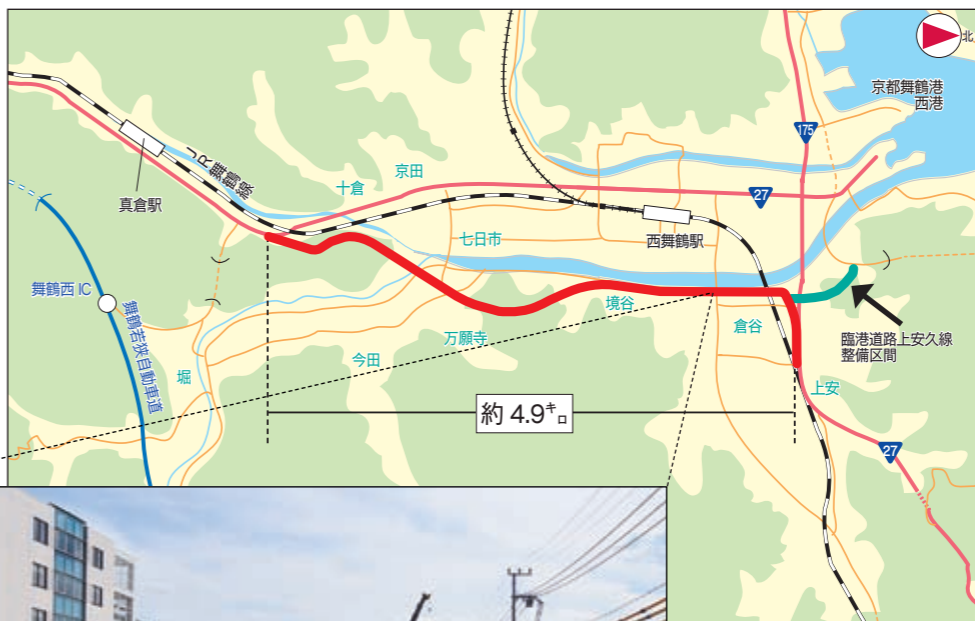 北
京都舞鶴港
西港
175
JR舞鶴線
真倉駅
十倉
京田
27
七日市
西舞鶴駅
舞鶴西IC
舞鶴若狭自動車道
堀
今田
万願寺
境谷
倉谷
臨港道路上安久線
整備区間
上安
約4.9㌔
27